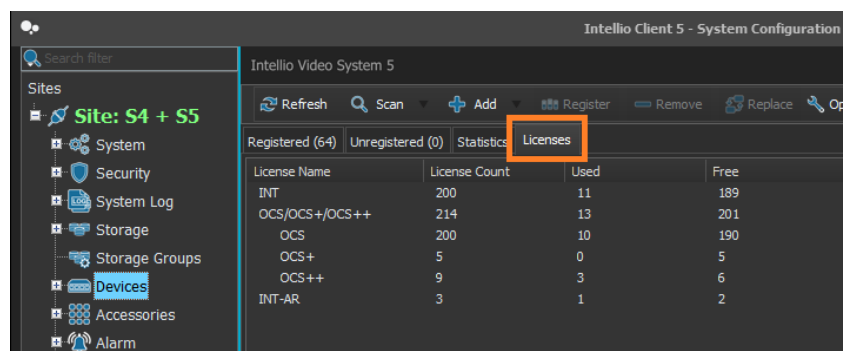 Intellio Client 5 - System Configuration
Search filter
Intellio Video System 5
Sites
Refresh Scan Add Register Remove Replace Op
Site: S4 + S5
System
Registered (64) Unregistered (0) Statistics Licenses
Security
License Name License Count Used Free
INT 200 11 189
System Log
OCS/OCS+/OCS++ 214 13 201
Storage
OCS 200 10 190
Storage Groups
OCS+ 5 0 5
Devices
OCS++ 9 3 6
INT-AR 3 1 2
Accessories
Alarm